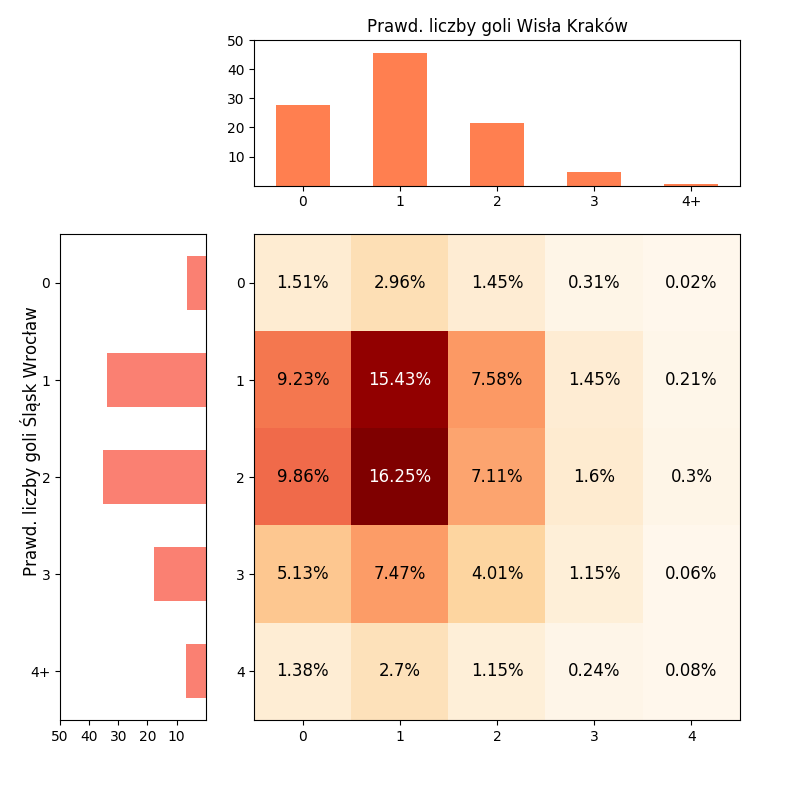 Prawd. liczby goli Wisła Kraków
50
40
30
20
10
0 1 2 3 4+
Prawd. liczby goli Śląsk Wrocław
0
1
2
3
4+
50 40 30 20 10
0 1.51% 2.96% 1.45% 0.31% 0.02%
1 9.23% 15.43% 7.58% 1.45% 0.21%
2 9.86% 16.25% 7.11% 1.6% 0.3%
3 5.13% 7.47% 4.01% 1.15% 0.06%
4 1.38% 2.7% 1.15% 0.24% 0.08%
0 1 2 3 4